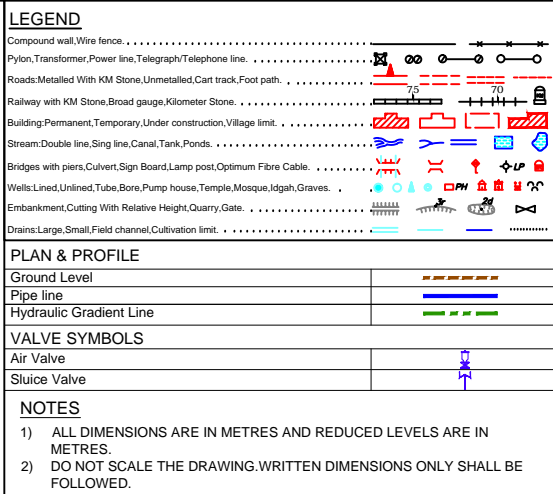 LEGEND
Compound wall,Wire fence.
Pylon,Transformer,Power line,Telegraph/Telephone line.
Roads:Metalled With KM Stone,Unmetalled,Cart track,Foot path.
Railway with KM Stone,Broad gauge,Kilometer Stone. 75 70
Building:Permanent,Temporary,Under construction,Village limit.
Stream:Double line,Sing line,Canal,Tank,Ponds.
Bridges with piers,Culvert,Sign Board,Lamp post,Optimum Fibre Cable. LP
Wells:Lined,Unlined,Tube,Bore,Pump house,Temple,Mosque,Idgah,Graves. PH
Embankment,Cutting With Relative Height,Quarry,Gate. 3r 2d
Drains:Large,Small,Field channel,Cultivation limit.
PLAN & PROFILE
Ground Level
Pipe line
Hydraulic Gradient Line
VALVE SYMBOLS
Air Valve
Sluice Valve
NOTES
1) ALL DIMENSIONS ARE IN METRES AND REDUCED LEVELS ARE IN
METRES.
2) DO NOT SCALE THE DRAWING.WRITTEN DIMENSIONS ONLY SHALL BE
FOLLOWED.